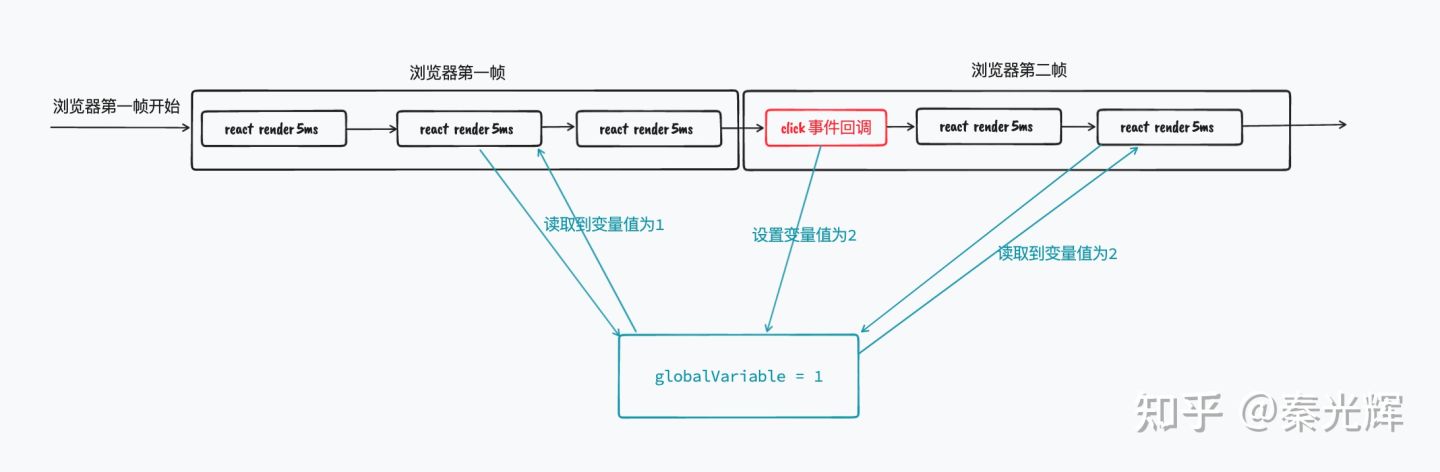 浏览器第一帧
浏览器第二帧
浏览器第一帧开始
react render 5ms
react render 5ms
react render 5ms
click 事件回调
react render 5ms
react render 5ms
读取到变量值为1
设置变量值为2
读取到变量值为2
globalVariable = 1
知乎 @秦光辉